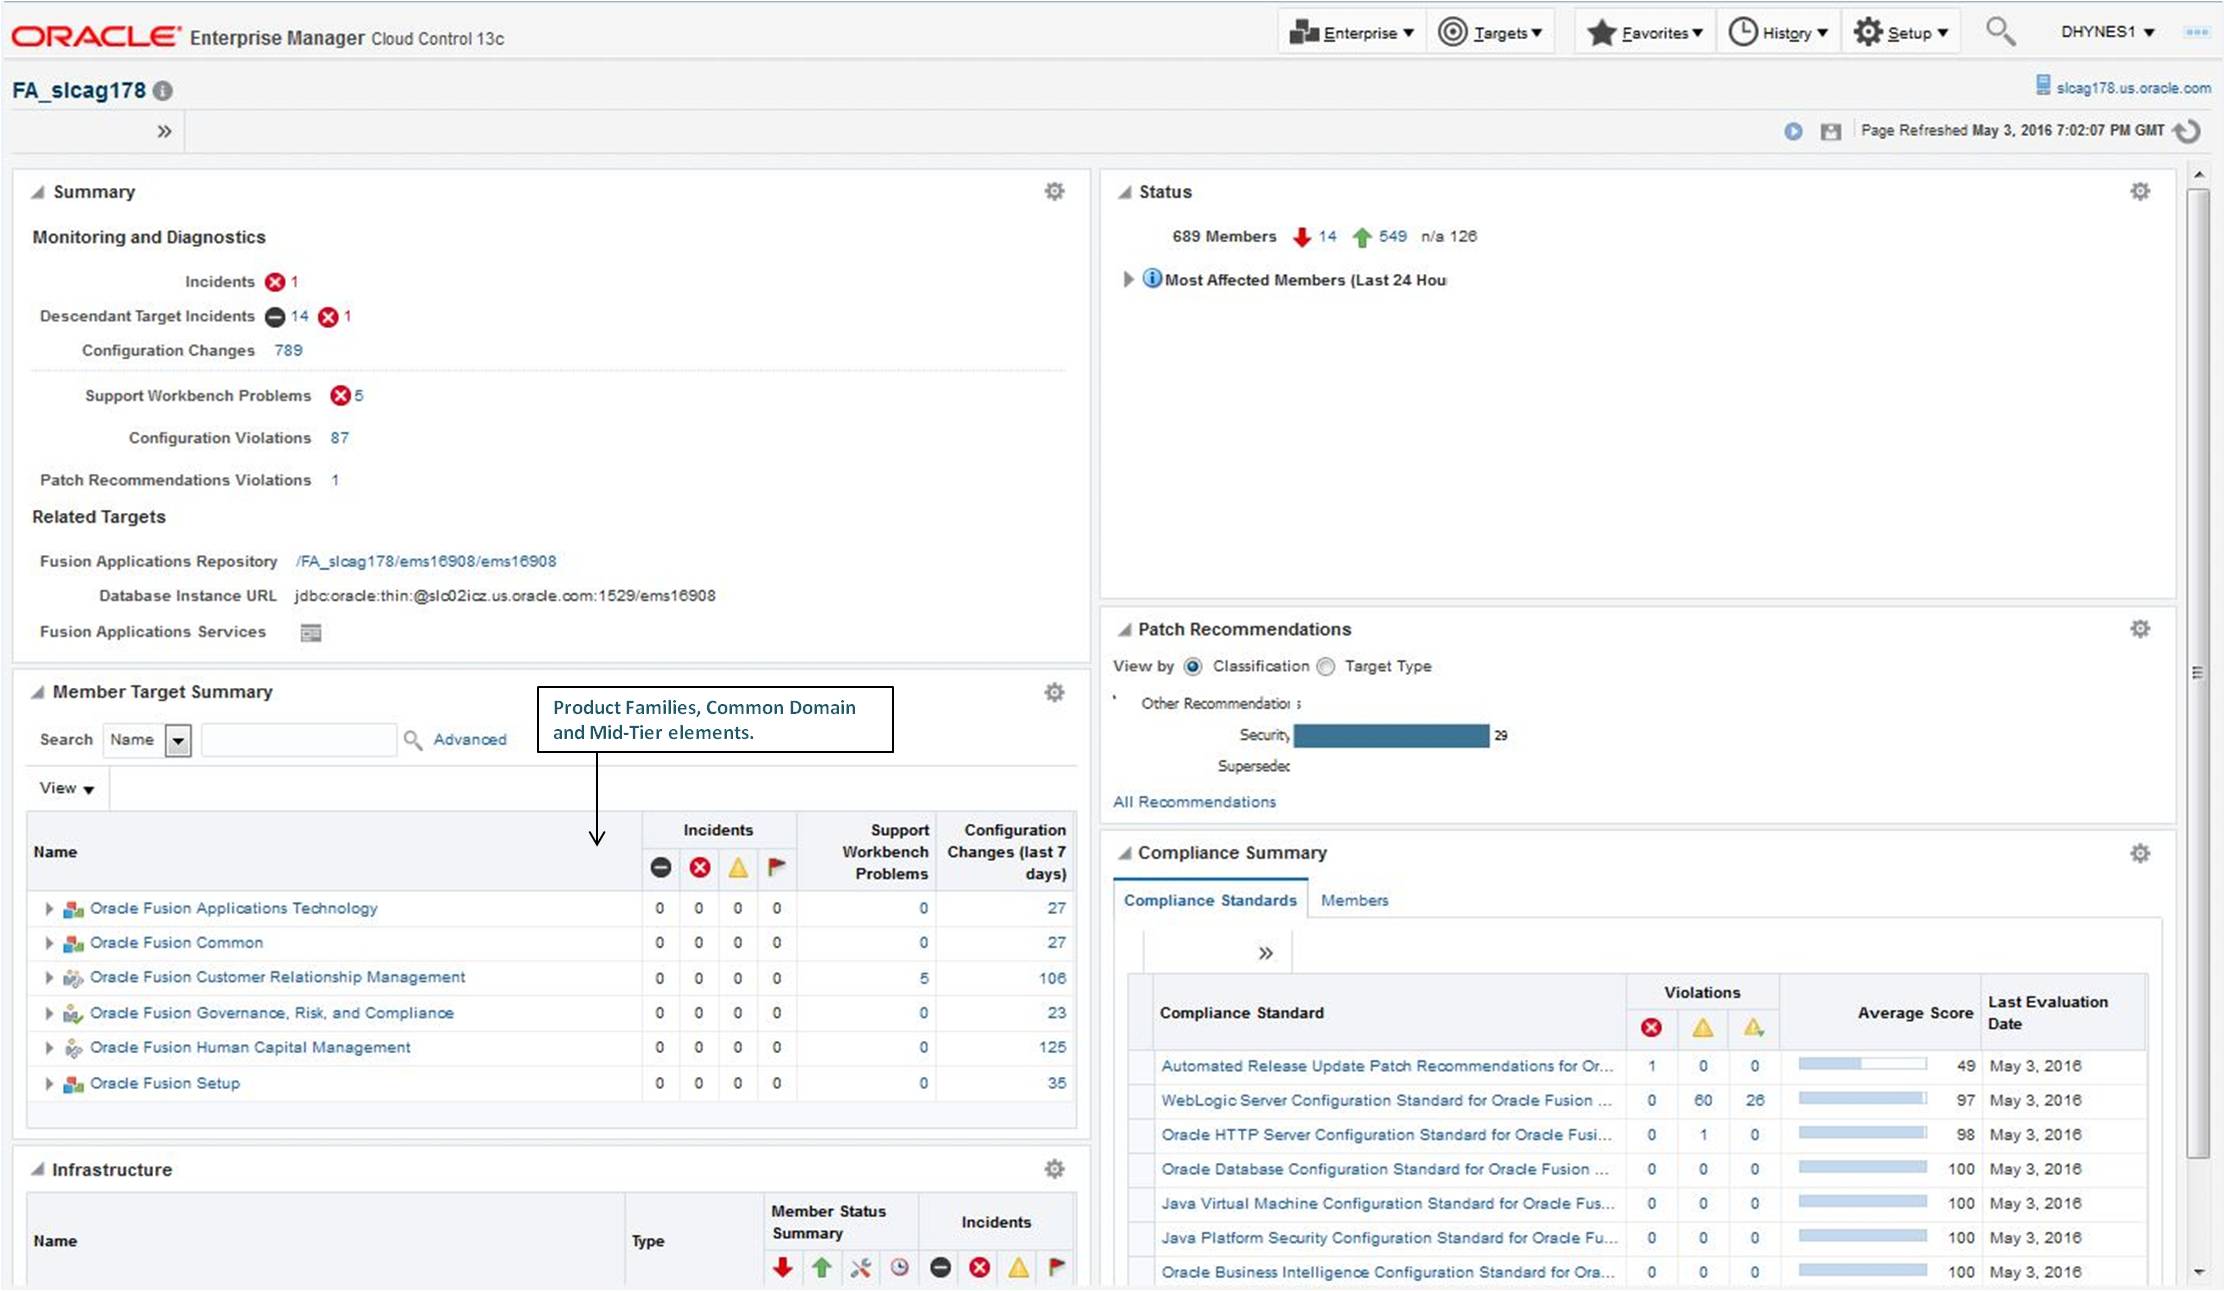 ORACLE Enterprise Manager Cloud Control 13c
Enterprise Targets Favorites History Setup DHYNES1
FA_slcag178
slcag178.us.oracle.com
Page Refreshed May 3, 2016 7:02:07 PM GMT
Summary
Monitoring and Diagnostics
Incidents 1
Descendant Target Incidents 14 1
Configuration Changes 789
Support Workbench Problems 5
Configuration Violations 87
Patch Recommendations Violations 1
Related Targets
Fusion Applications Repository /FA_slcag178/ems16908/ems16908
Database Instance URL jdbc:oracle:thin:@slc02icz.us.oracle.com:1529/ems16908
Fusion Applications Services
Member Target Summary
Product Families, Common Domain
and Mid-Tier elements.
Search Name Advanced
View
Name
Incidents
Support
Workbench
Problems
Configuration
Changes (last 7
days)
Oracle Fusion Applications Technology 0 0 0 0 0 27
Oracle Fusion Common 0 0 0 0 0 27
Oracle Fusion Customer Relationship Management 0 0 0 0 5 106
Oracle Fusion Governance, Risk, and Compliance 0 0 0 0 0 23
Oracle Fusion Human Capital Management 0 0 0 0 0 125
Oracle Fusion Setup 0 0 0 0 0 35
Infrastructure
Name
Type
Member Status
Summary
Incidents
Status
689 Members 14 549 n/a 126
Most Affected Members (Last 24 Hou
Patch Recommendations
View by Classification Target Type
Other Recommendations
Security 29
Superseded
All Recommendations
Compliance Summary
Compliance Standards Members
Compliance Standard
Violations
Average Score
Last Evaluation
Date
Automated Release Update Patch Recommendations for Or... 1 0 0 49 May 3, 2016
WebLogic Server Configuration Standard for Oracle Fusion ... 0 60 26 97 May 3, 2016
Oracle HTTP Server Configuration Standard for Oracle Fusi... 0 1 0 98 May 3, 2016
Oracle Database Configuration Standard for Oracle Fusion ... 0 0 0 100 May 3, 2016
Java Virtual Machine Configuration Standard for Oracle Fus... 0 0 0 100 May 3, 2016
Java Platform Security Configuration Standard for Oracle Fu... 0 0 0 100 May 3, 2016
Oracle Business Intelligence Configuration Standard for Ora... 0 0 0 100 May 3, 2016